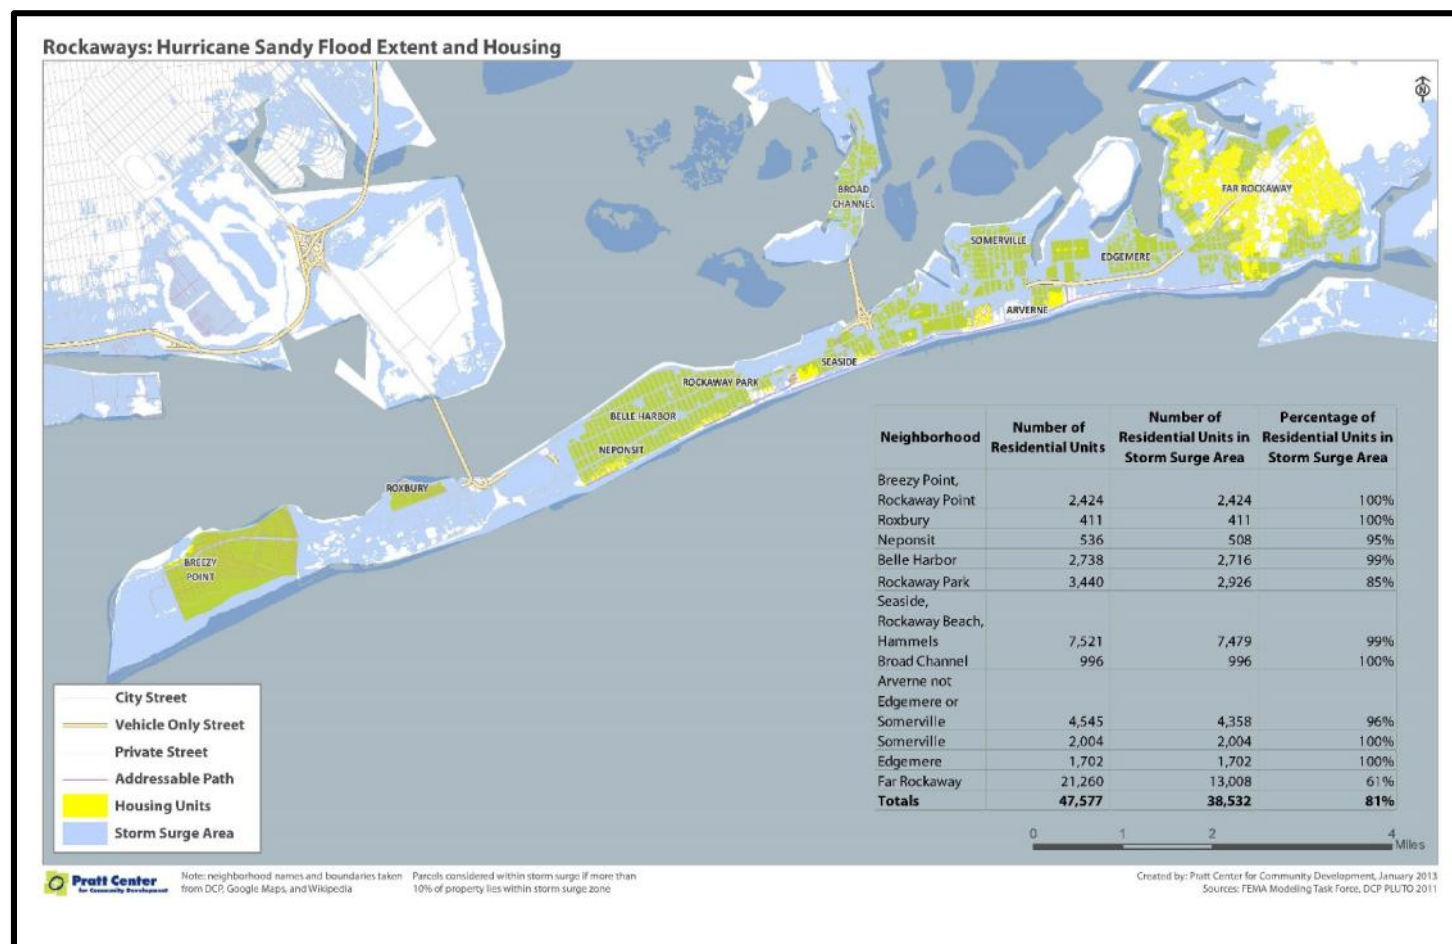 Rockaways: Hurricane Sandy Flood Extent and Housing
N
BROAD
CHANNEL
FAR ROCKAWAY
SOMERVILLE
EDGEMERE
ARVERNE
SEASIDE
ROCKAWAY PARK
BELLE HARBOR
NEPONSIT
ROXBURY
BREEZY
POINT
Neighborhood Number of Residential Units Number of Residential Units in Storm Surge Area Percentage of Residential Units in Storm Surge Area
Breezy Point,
Rockaway Point 2,424 2,424 100%
Roxbury 411 411 100%
Neponsit 536 508 95%
Belle Harbor 2,738 2,716 99%
Rockaway Park 3,440 2,926 85%
Seaside,
Rockaway Beach,
Hammels 7,521 7,479 99%
Broad Channel 996 996 100%
Arverne not
Edgemere or
Somerville 4,545 4,358 96%
Somerville 2,004 2,004 100%
Edgemere 1,702 1,702 100%
Far Rockaway 21,260 13,008 61%
Totals 47,577 38,532 81%
0 1 2 4
Miles
City Street
Vehicle Only Street
Private Street
Addressable Path
Housing Units
Storm Surge Area
Pratt Center
for Community Development
Note: neighborhood names and boundaries taken
from DCP, Google Maps, and Wikipedia
Parcels considered within storm surge if more than
10% of property lies within storm surge zone
Created by: Pratt Center for Community Development, January 2013
Sources: FEMA Modeling Task Force, DCP PLUTO 2011